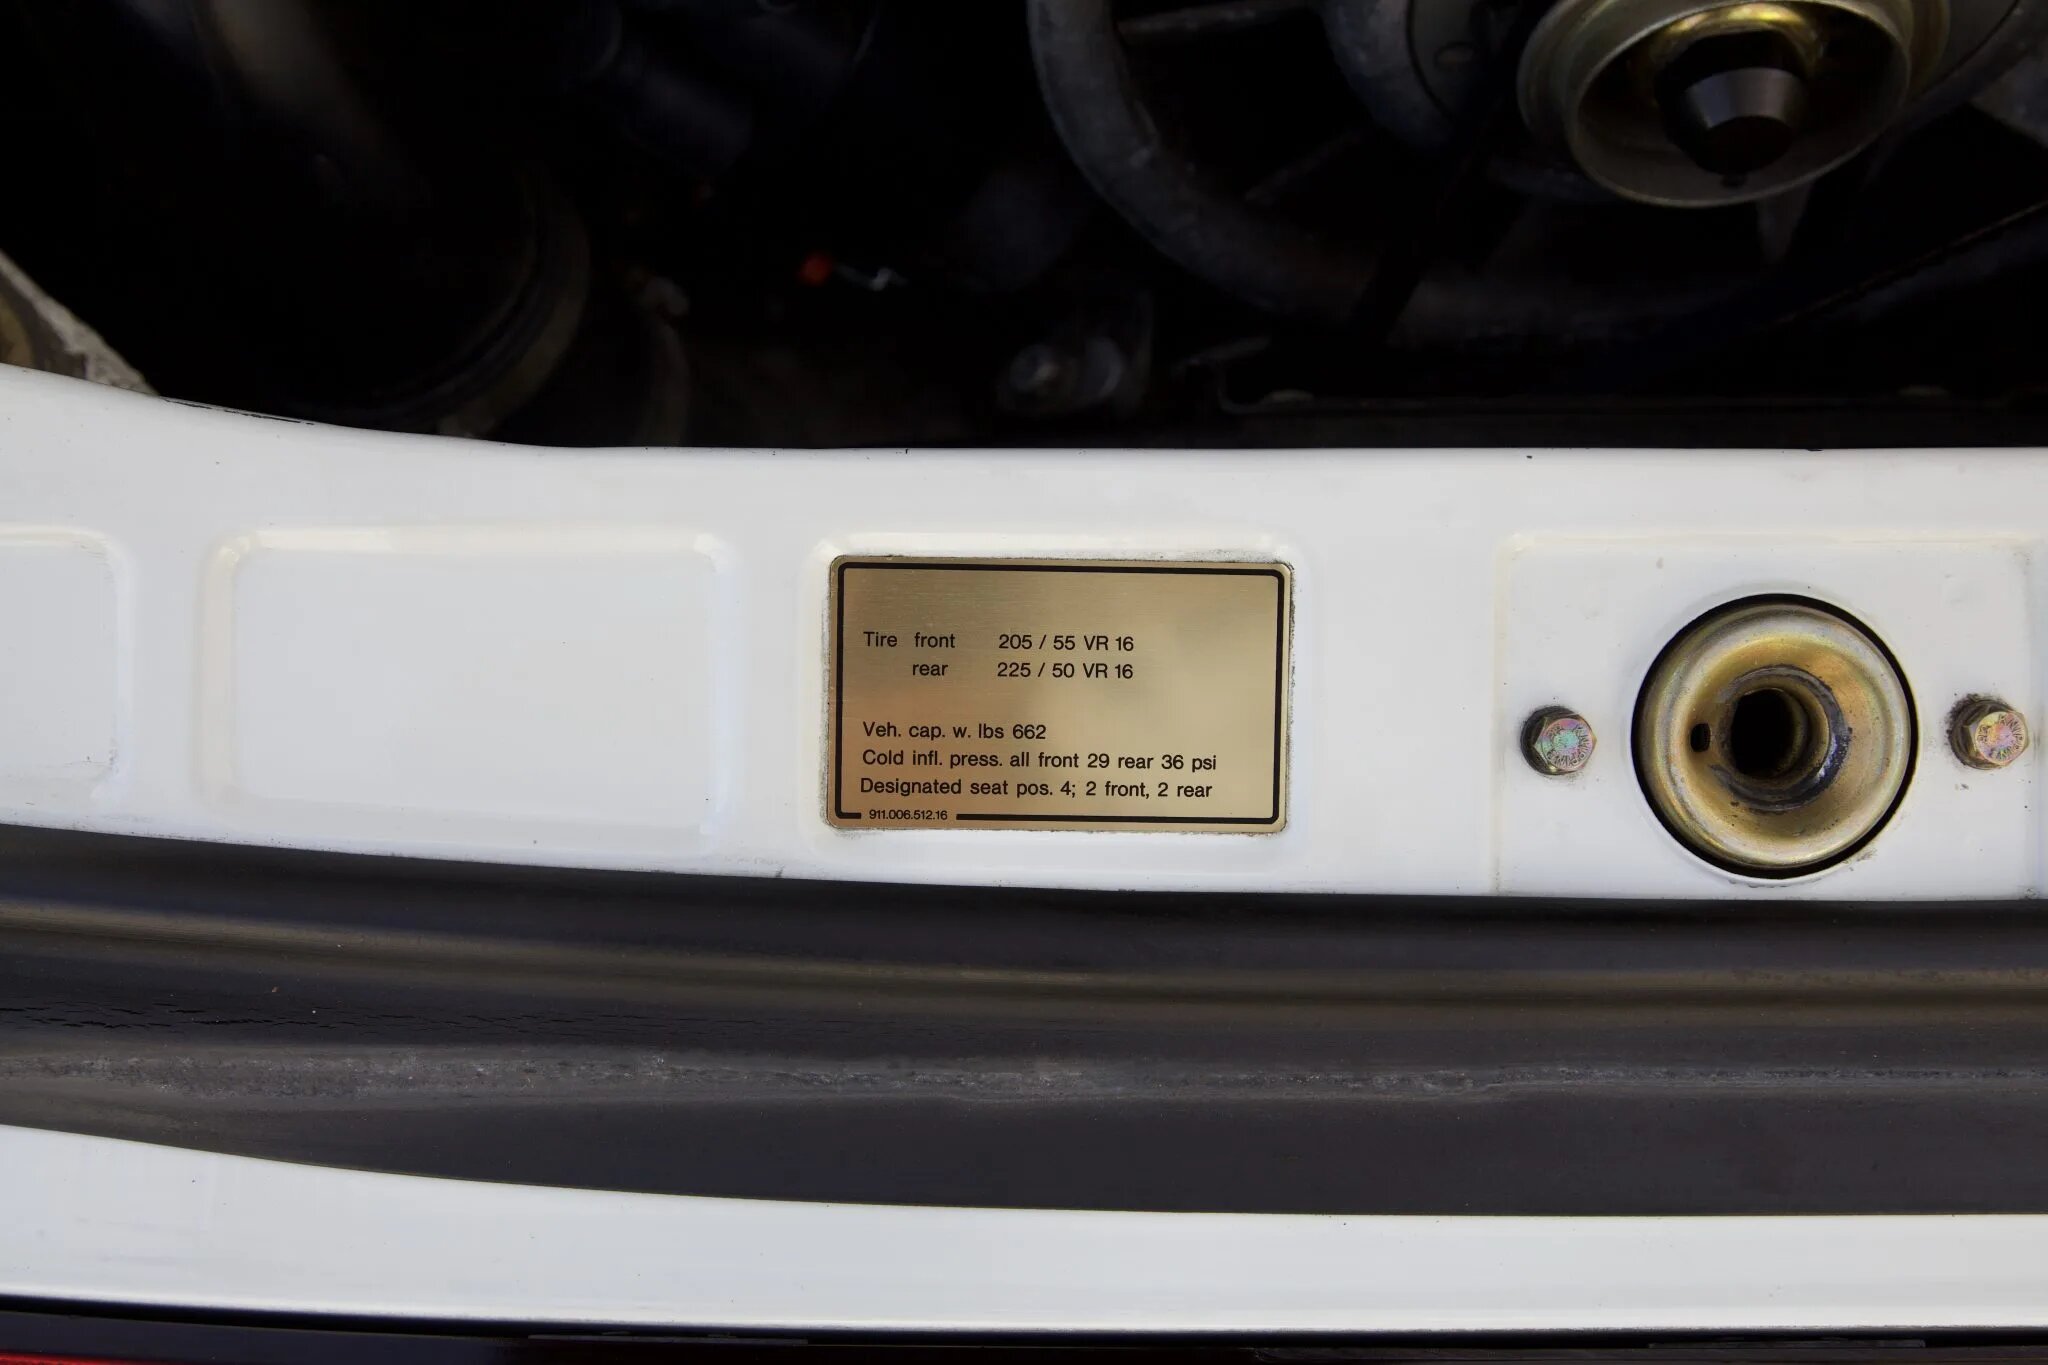 Tire front 205 / 55 VR 16
rear 225 / 50 VR 16
Veh. cap. w. lbs 662
Cold infl. press. all front 29 rear 36 psi
Designated seat pos. 4; 2 front, 2 rear
911.006.512.16